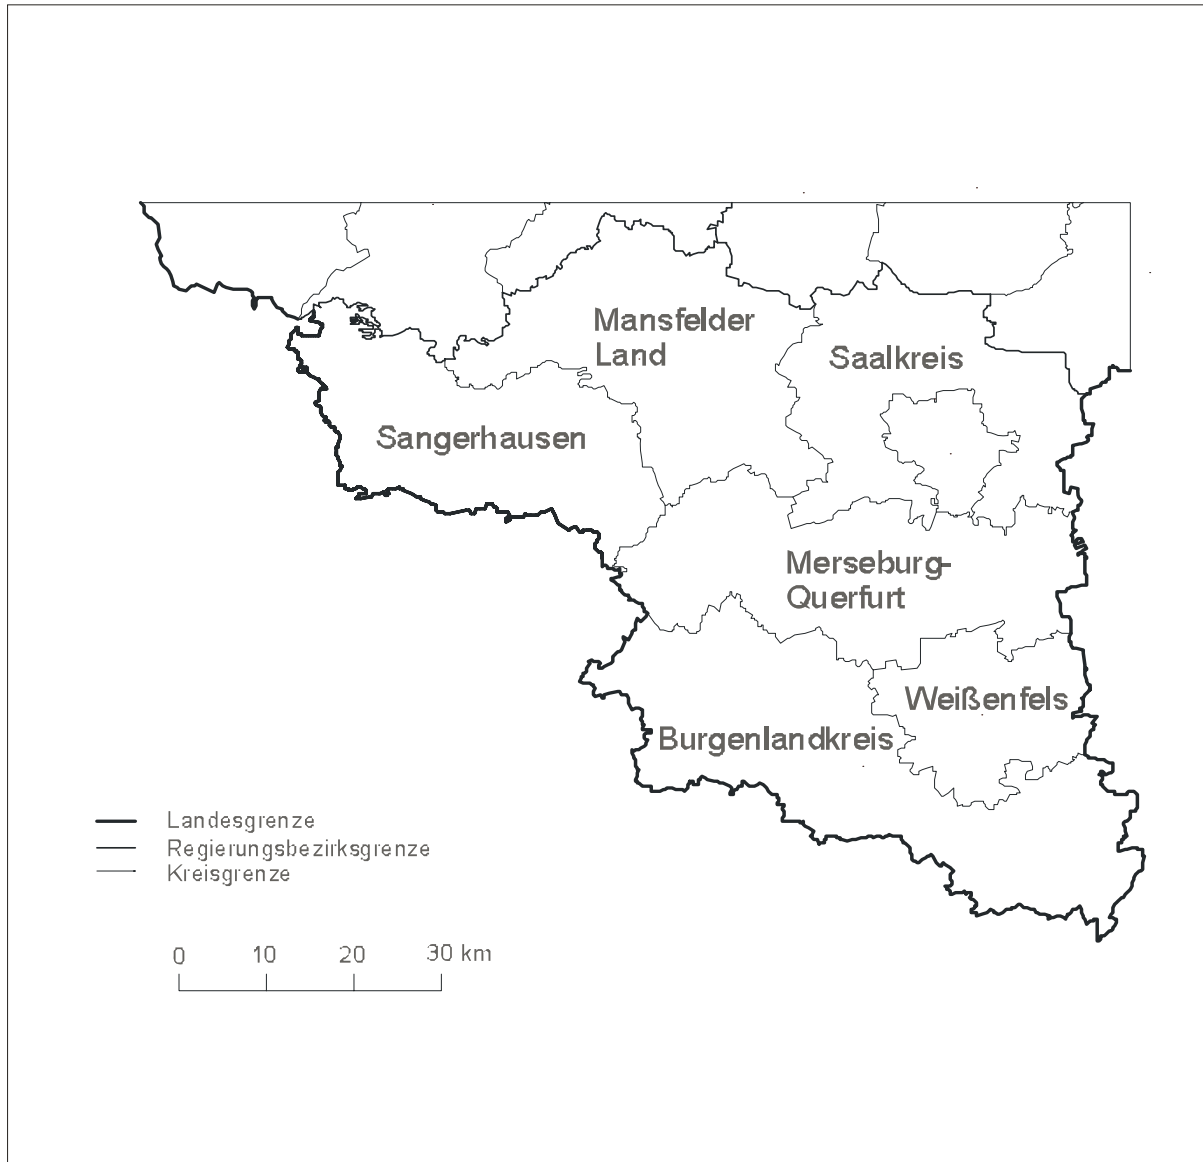 Mansfelder
Land
Saalkreis
Sangerhausen
Merseburg-
Querfurt
Weißenfels
Burgenlandkreis
Landesgrenze
Regierungsbezirksgrenze
Kreisgrenze
0 10 20 30 km